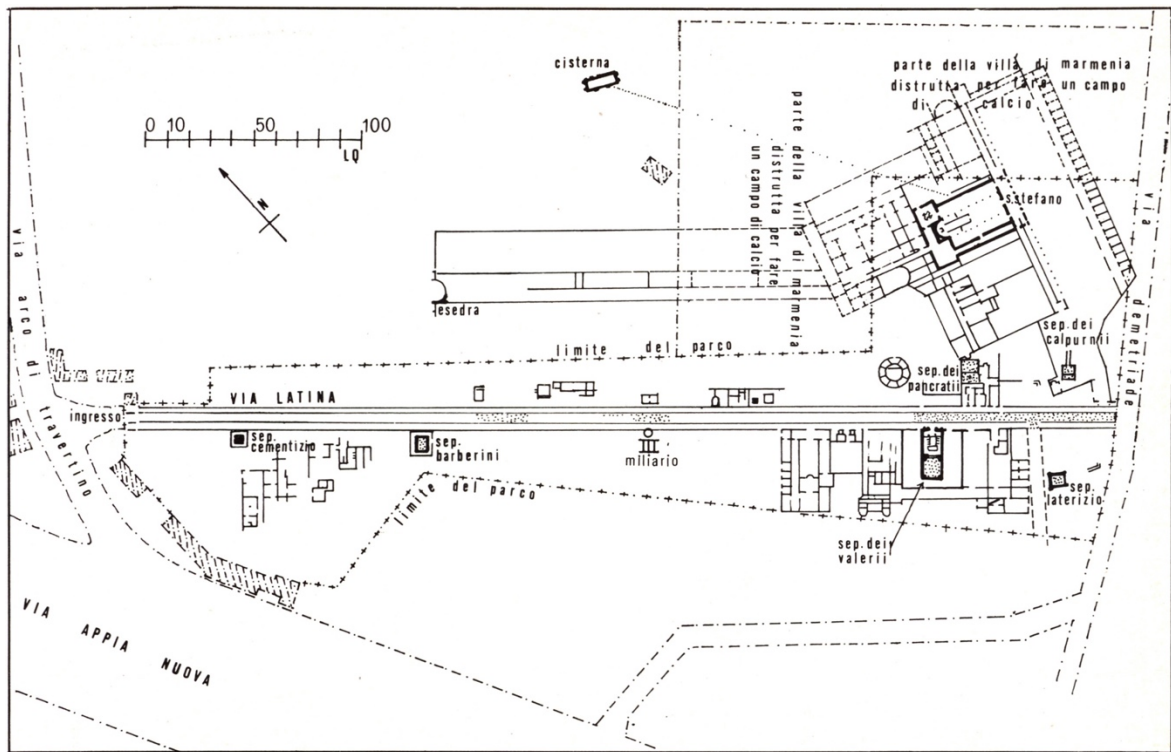 cisterna
parte della villa di marmenia
distrutta per fare un campo
di calcio
0 10 50 100
LQ
N
parte della villa di marmenia
distrutta per fare
un campo di calcio
s.stefano
via arco di travertino
esedra
via demetriade
sep. dei
calpurnii
limite del parco
sep. dei
pancratii
VIA LATINA
ingresso
sep.
cementizio
sep.
barberini
miliario
limite del parco
sep.
laterizio
sep. dei
valerii
VIA APPIA NUOVA